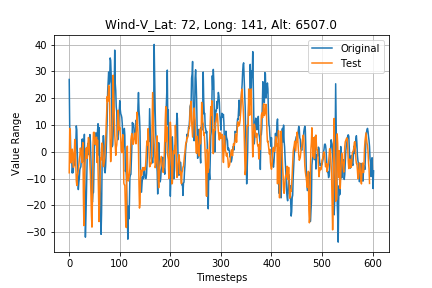 Wind-V_Lat: 72, Long: 141, Alt: 6507.0
Value Range
40
30
20
10
0
−10
−20
−30
Original
Test
0 100 200 300 400 500 600
Timesteps